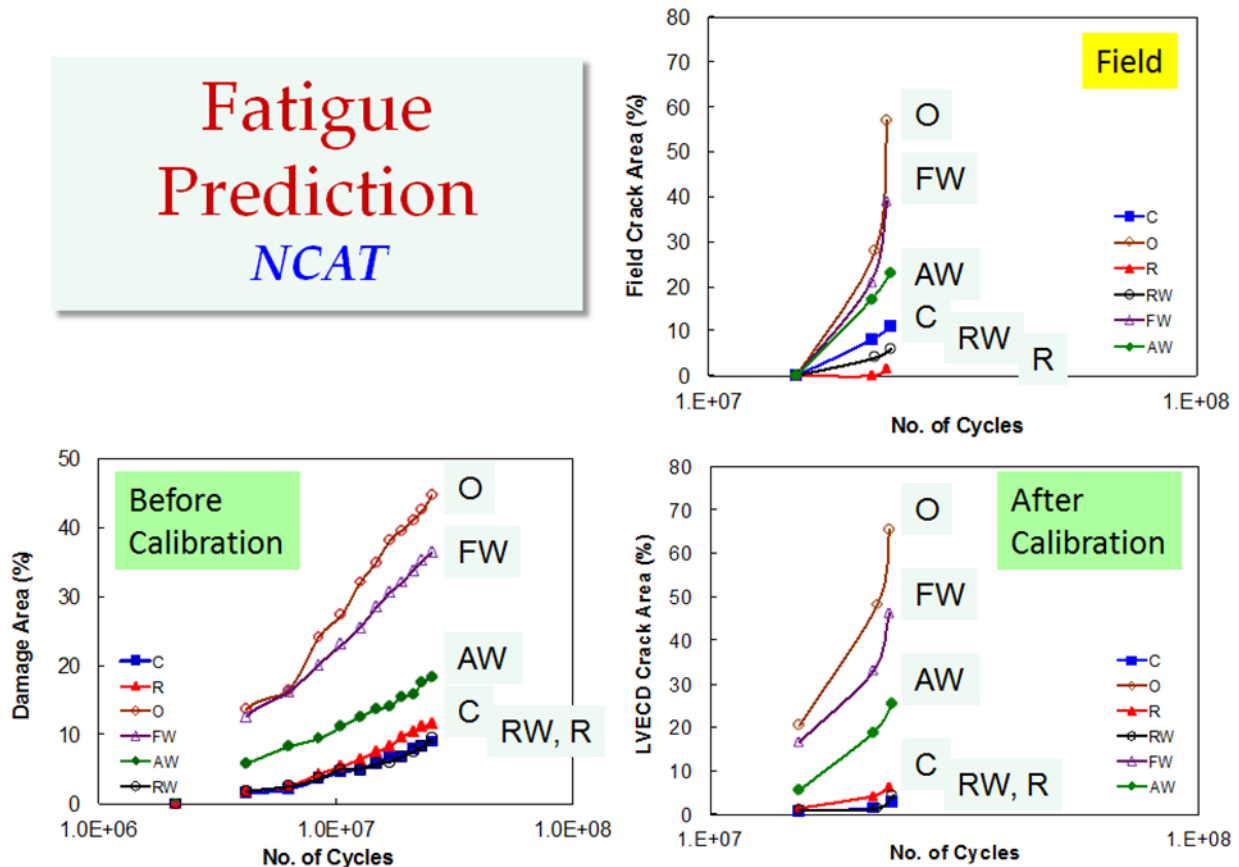 Fatigue
Prediction
NCAT
80
70
60
50
40
30
20
10
0
Field Crack Area (%)
Field
O
FW
AW
C
RW
R
C
O
R
RW
FW
AW
1.E+07
1.E+08
No. of Cycles
50
40
30
20
10
0
Damage Area (%)
Before
Calibration
O
FW
AW
C
RW, R
C
R
O
FW
AW
RW
1.0E+06
1.0E+07
1.0E+08
No. of Cycles
80
70
60
50
40
30
20
10
0
LVECD Crack Area (%)
After
Calibration
O
FW
AW
C
RW, R
C
O
R
RW
FW
AW
1.E+07
1.E+08
No. of Cycles